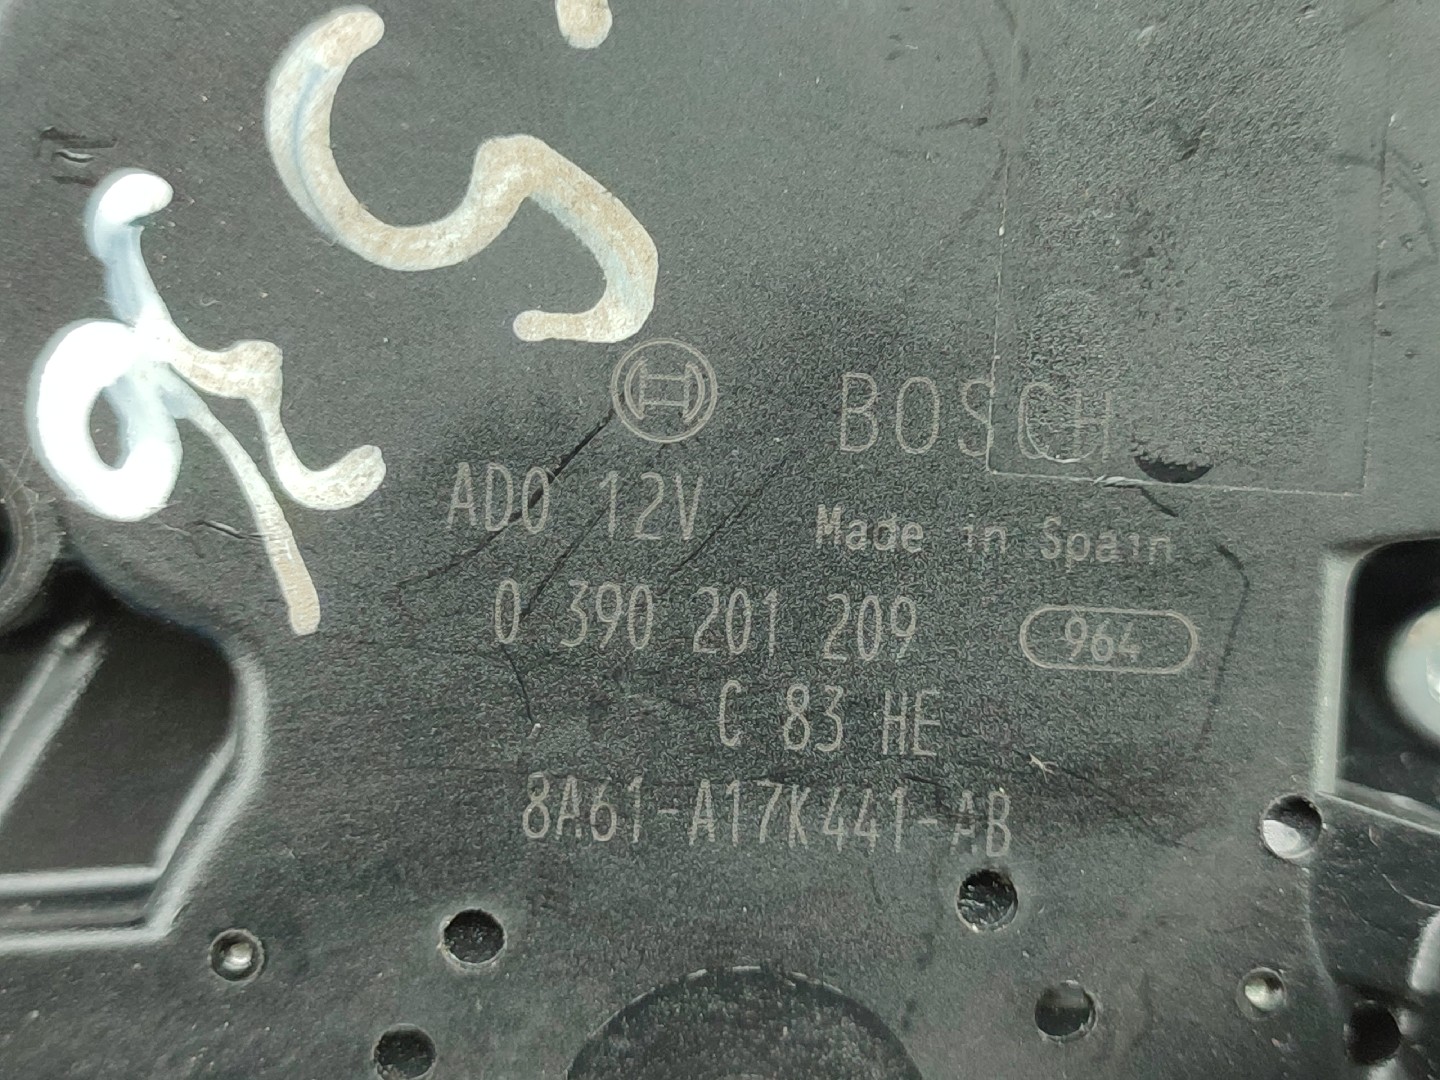 BOSCH
AD0 12V
Made in Spain
0 390 201 209
964
C 83 HE
8A61-A17K441-AB